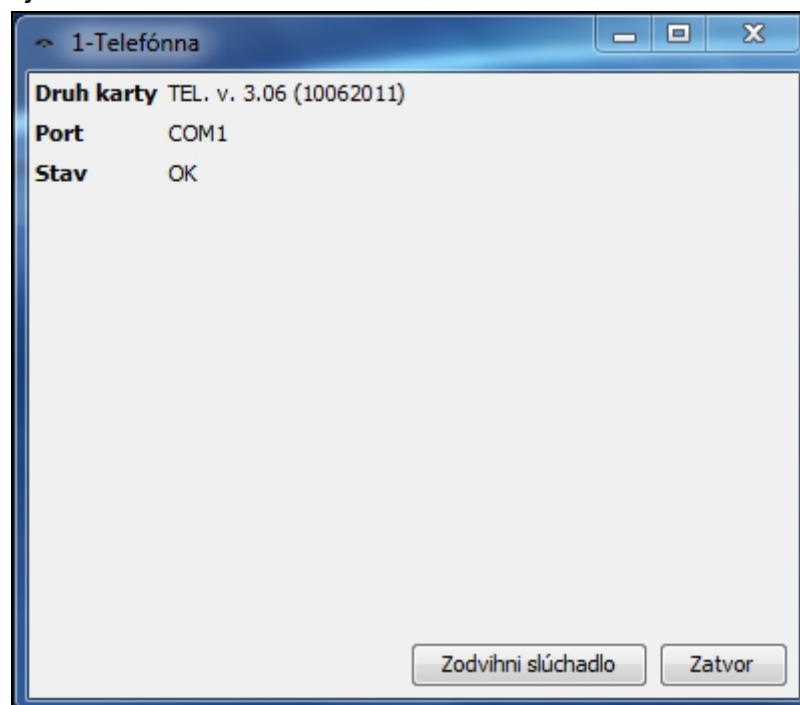 1-Telefónna
Druh karty TEL. v. 3.06 (10062011)
Port COM1
Stav OK
Zodvihni slúchadlo Zatvor